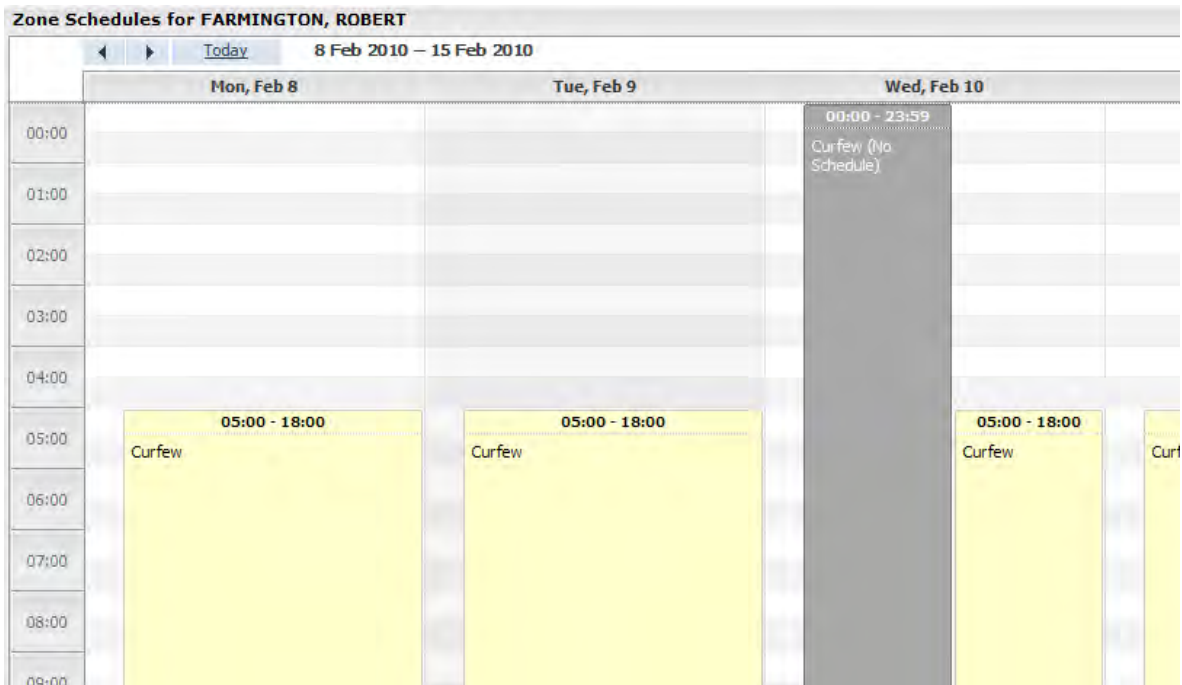 Zone Schedules for FARMINGTON, ROBERT
Today 8 Feb 2010 – 15 Feb 2010
Mon, Feb 8 Tue, Feb 9 Wed, Feb 10
00:00 - 23:59
00:00
Curfew (No
Schedule)
01:00
02:00
03:00
04:00
05:00 - 18:00 05:00 - 18:00 05:00 - 18:00
05:00
Curfew Curfew Curfew Curf
06:00
07:00
08:00
09:00